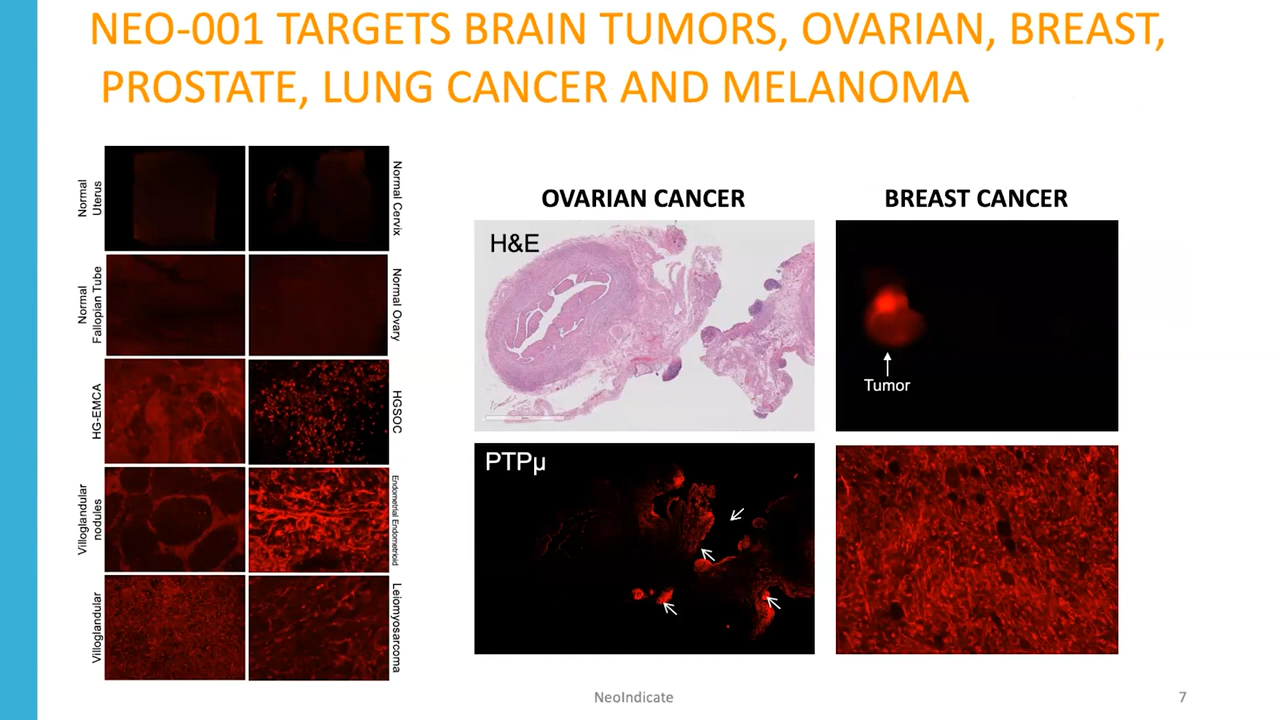 NEO-001 TARGETS BRAIN TUMORS, OVARIAN, BREAST,
PROSTATE, LUNG CANCER AND MELANOMA
Normal
Uterus
Normal Cervix
Normal
Fallopian Tube
Normal Ovary
HG-EMCA
HGSOC
Villoglandular
nodules
Endometrial Endometrioid
Villoglandular
Leiomyosarcoma
OVARIAN CANCER
H&E
PTPµ
BREAST CANCER
Tumor
NeoIndicate
7